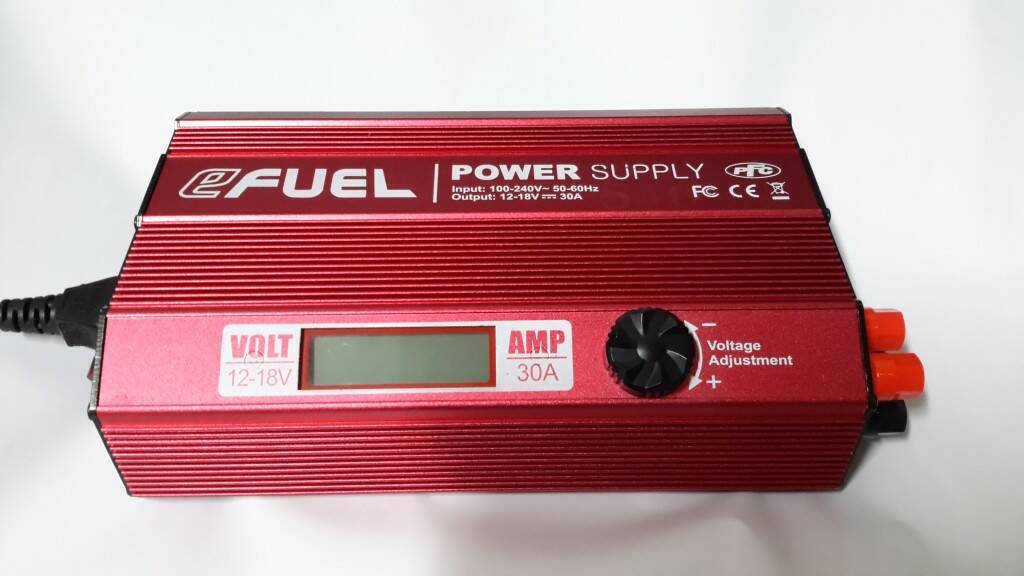 eFUEL
POWER SUPPLY
Input: 100-240V~ 50-60Hz
Output: 12-18V⎓ 30A
PFC
FC CE
VOLT
12-18V
AMP
30A
−
Voltage
Adjustment
+